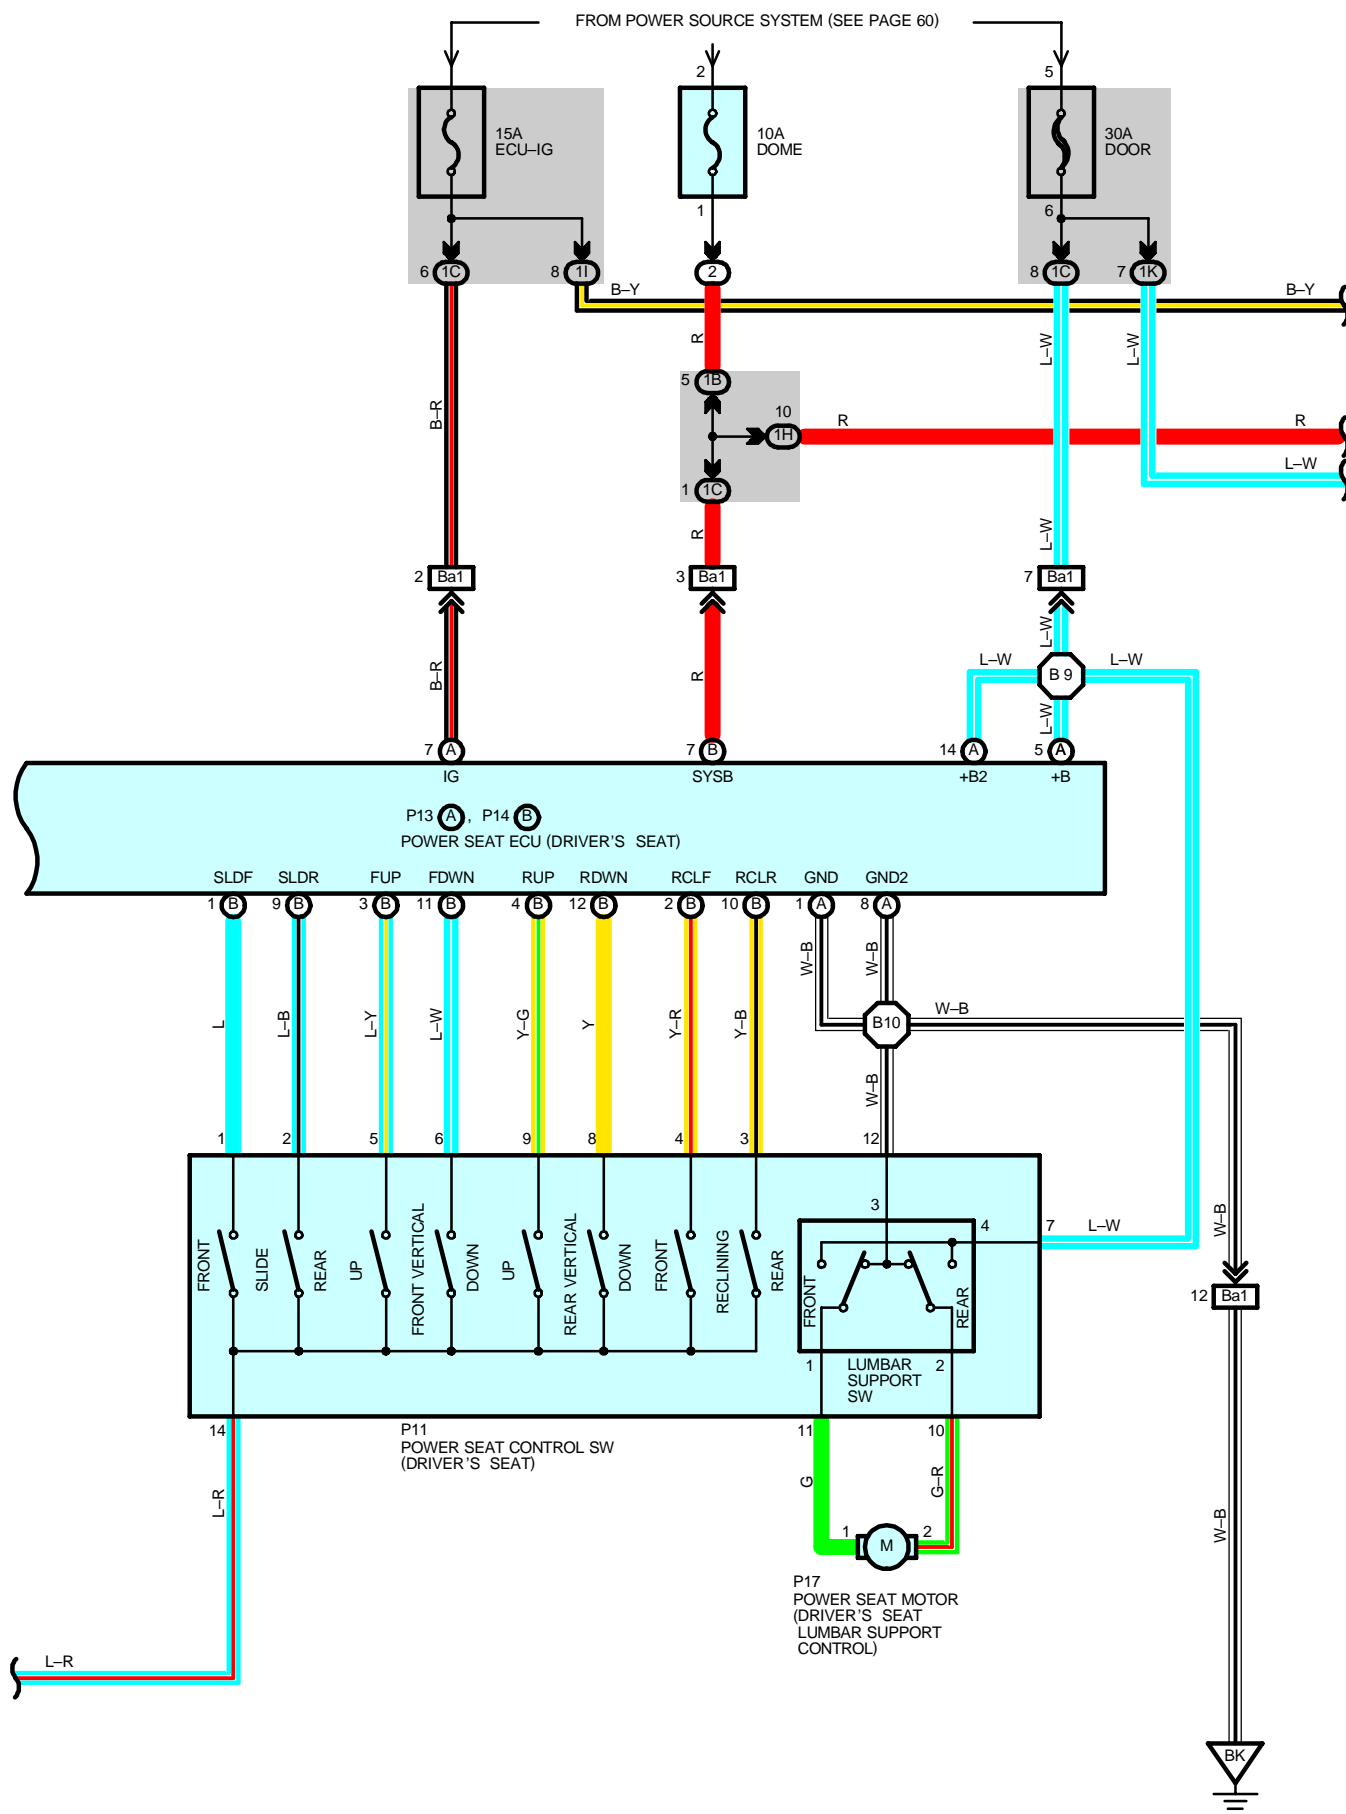 FROM POWER SOURCE SYSTEM (SEE PAGE 60)
2
5
15A
ECU–IG
10A
DOME
30A
DOOR
1
6
6 1C
8 1I
2
8 1C
7 1K
B–Y
B–Y
R
L–W
L–W
5 1B
B–R
10
1H
R
R
L–W
1 1C
R
L–W
2 Ba1
3 Ba1
7 Ba1
L–W
B–R
R
L–W
B 9
L–W
L–W
7 A
7 B
14 A
5 A
IG
SYSB
+B2
+B
P13 A , P14 B
POWER SEAT ECU (DRIVER'S SEAT)
SLDF SLDR FUP FDWN RUP RDWN RCLF RCLR GND GND2
1 B 9 B 3 B 11 B 4 B 12 B 2 B 10 B 1 A 8 A
W–B W–B
L L–B L–Y L–W Y–G Y Y–R Y–B
B10
W–B
W–B
1 2 5 6 9 8 4 3 12
3
4
7
L–W
W–B
FRONT
SLIDE
REAR
UP
FRONT VERTICAL
DOWN
UP
REAR VERTICAL
DOWN
FRONT
RECLINING
REAR
FRONT
REAR
12 Ba1
1
2
LUMBAR
SUPPORT
SW
14
P11
POWER SEAT CONTROL SW
(DRIVER'S SEAT)
11
10
L–R
G
G–R
W–B
1 M 2
P17
POWER SEAT MOTOR
(DRIVER'S SEAT
LUMBAR SUPPORT
CONTROL)
L–R
BK